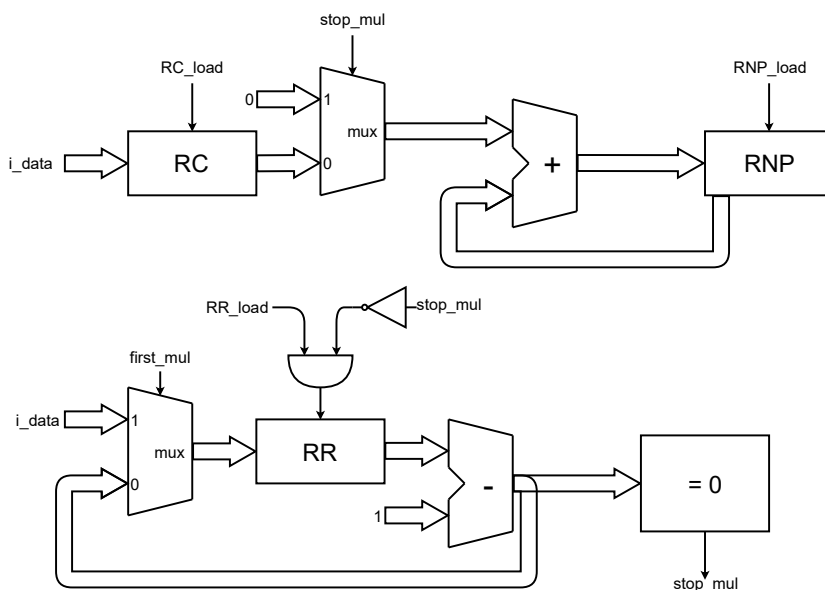 stop_mul
RC_load
RNP_load
0
1
mux
i_data
RC
0
+
RNP
RR_load
stop_mul
first_mul
i_data
1
mux
RR
0
-
= 0
1
stop_mul